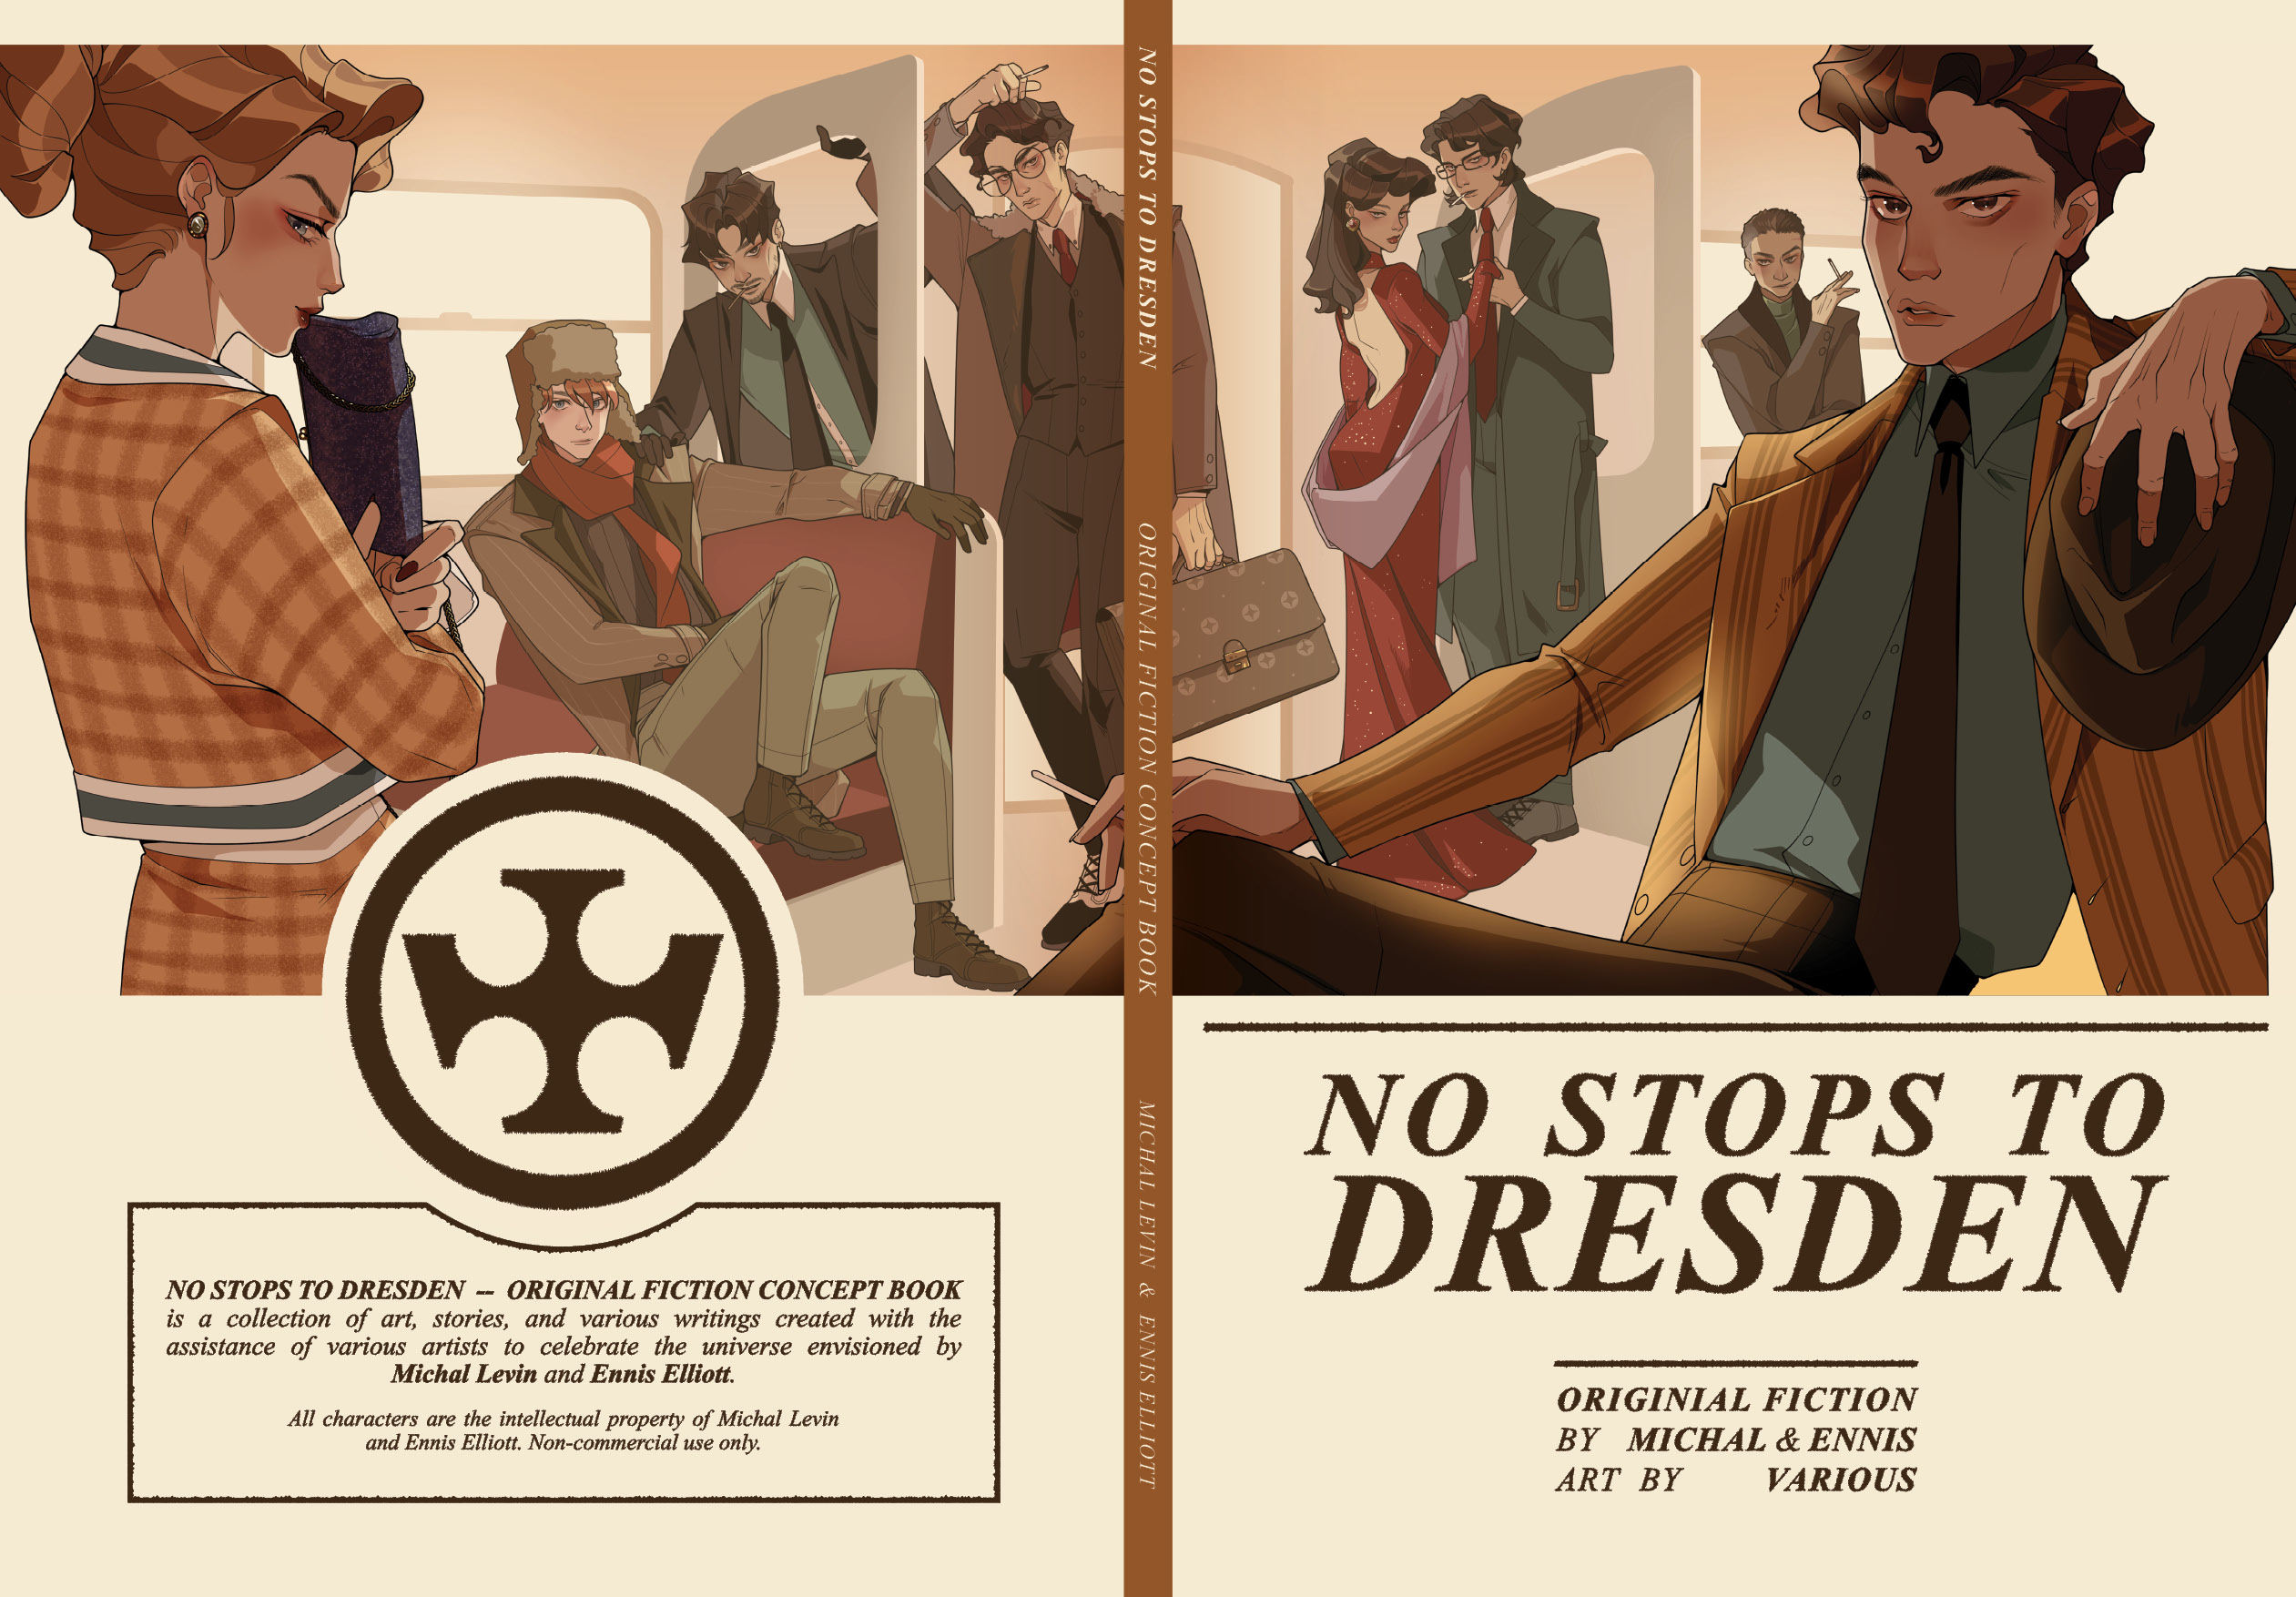 NO STOPS TO DRESDEN -- ORIGINAL FICTION CONCEPT BOOK
is a collection of art, stories, and various writings created with the
assistance of various artists to celebrate the universe envisioned by
Michal Levin and Ennis Elliott.
All characters are the intellectual property of Michal Levin
and Ennis Elliott. Non-commercial use only.
NO STOPS TO DRESDEN ORIGINAL FICTION CONCEPT BOOK MICHAL LEVIN & ENNIS ELLIOTT
NO STOPS TO
DRESDEN
ORIGINIAL FICTION
BY MICHAL & ENNIS
ART BY VARIOUS